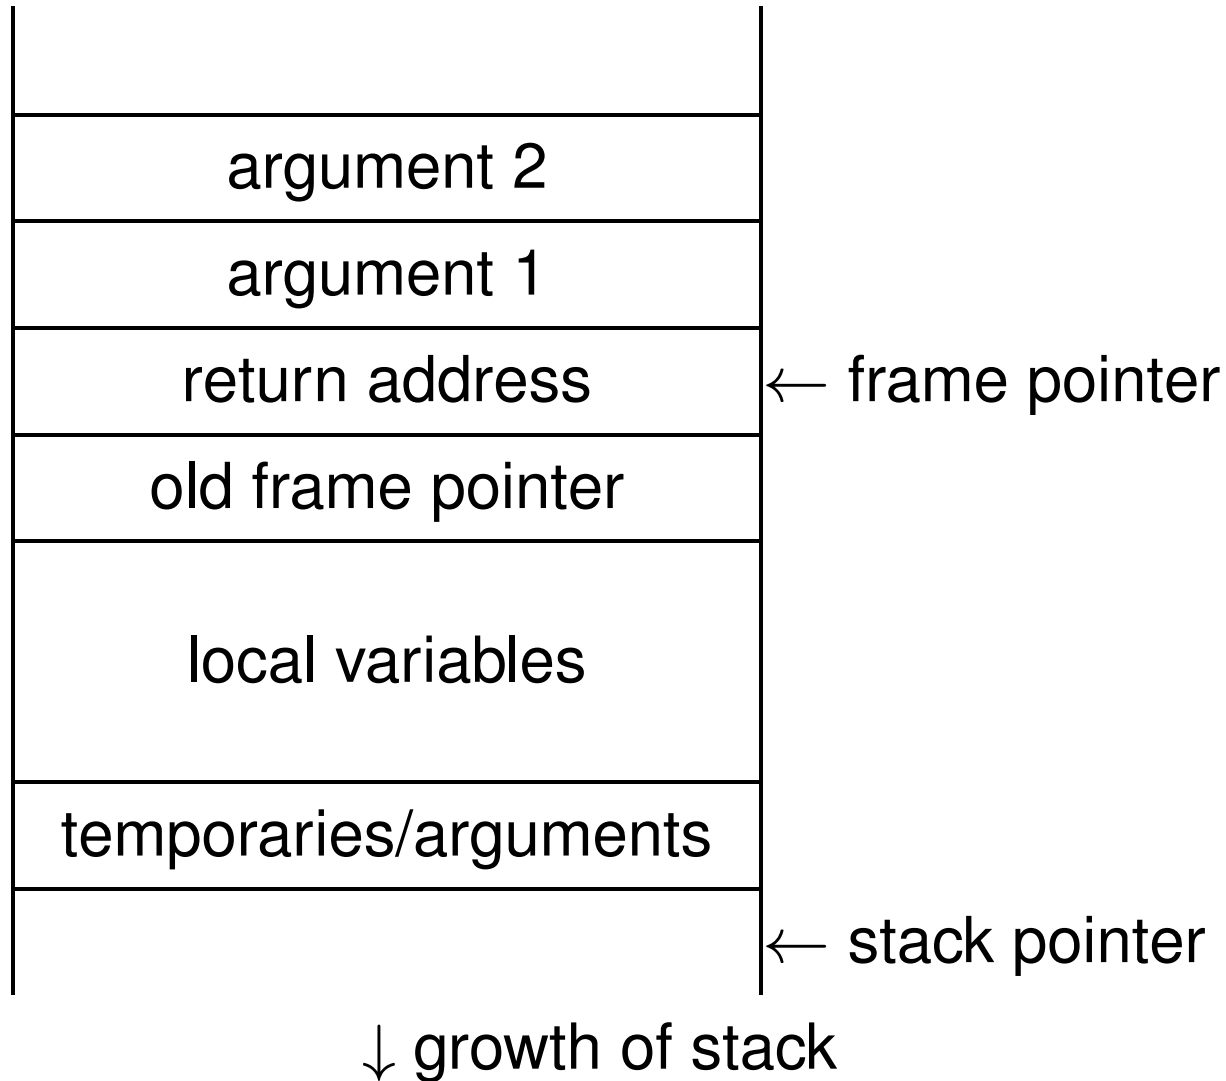 argument 2
argument 1
return address ← frame pointer
old frame pointer
local variables
temporaries/arguments
← stack pointer
↓ growth of stack